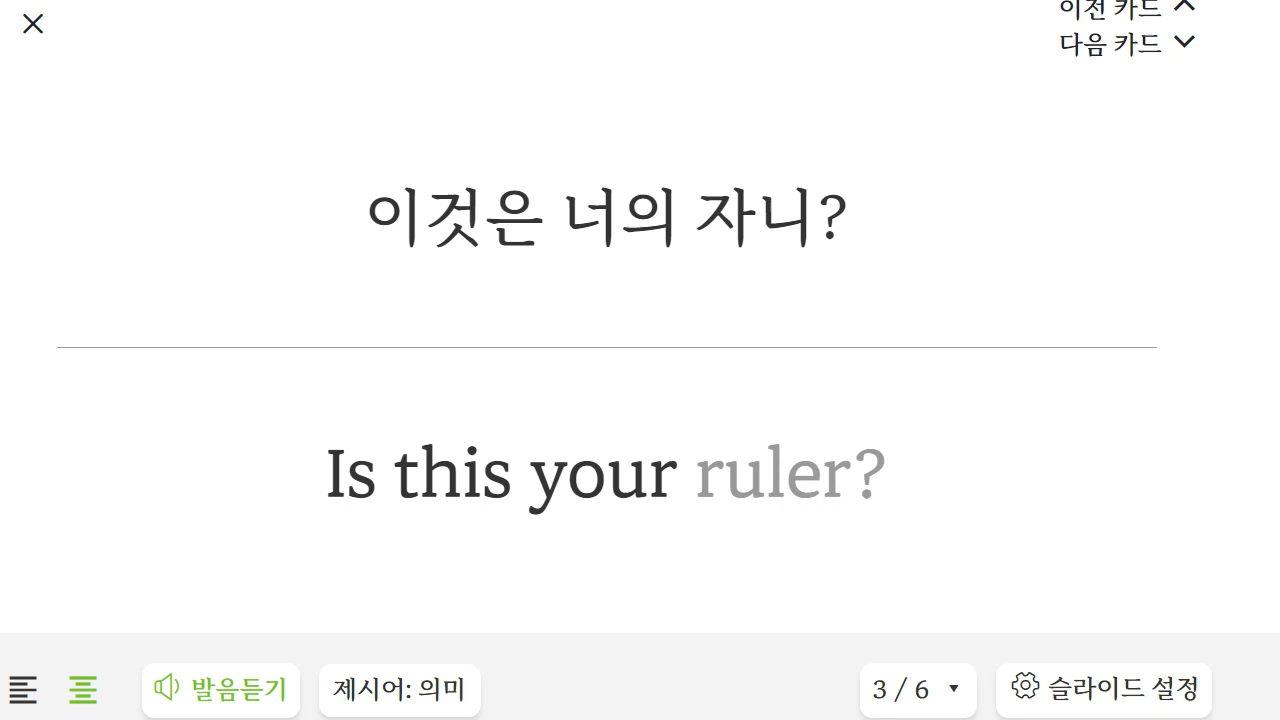 이전 카드
다음 카드
이것은 너의 자니?
Is this your ruler?
발음듣기
제시어: 의미
3 / 6
슬라이드 설정